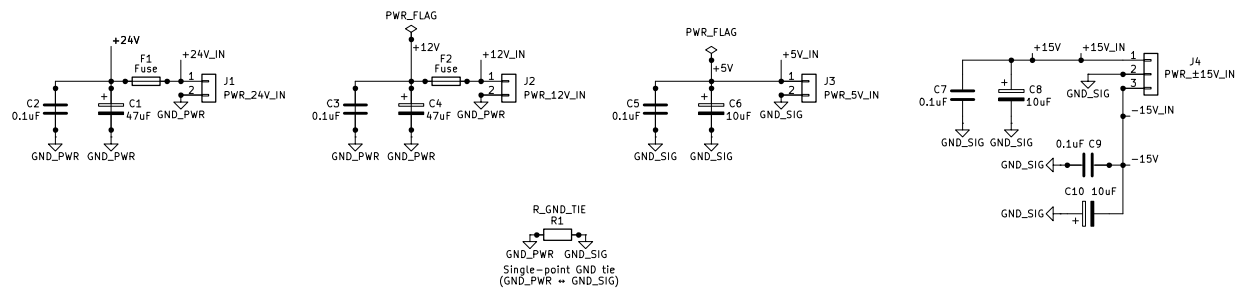 +24V
F1
Fuse
+24V_IN
J1
1
2
PWR_24V_IN
GND_PWR
C2
0.1uF
+
C1
47uF
GND_PWR
GND_PWR
PWR_FLAG
+12V
F2
Fuse
+12V_IN
J2
1
2
PWR_12V_IN
GND_PWR
C3
0.1uF
+
C4
47uF
GND_PWR
GND_PWR
PWR_FLAG
+5V
+5V_IN
J3
1
2
PWR_5V_IN
GND_SIG
C5
0.1uF
+
C6
10uF
GND_SIG
GND_SIG
+15V
+15V_IN
J4
1
2
3
PWR_±15V_IN
GND_SIG
C7
0.1uF
+
C8
10uF
GND_SIG
GND_SIG
-15V_IN
0.1uF C9
GND_SIG
-15V
C10 10uF
GND_SIG
+
R_GND_TIE
R1
GND_PWR
GND_SIG
Single-point GND tie
(GND_PWR ↔ GND_SIG)